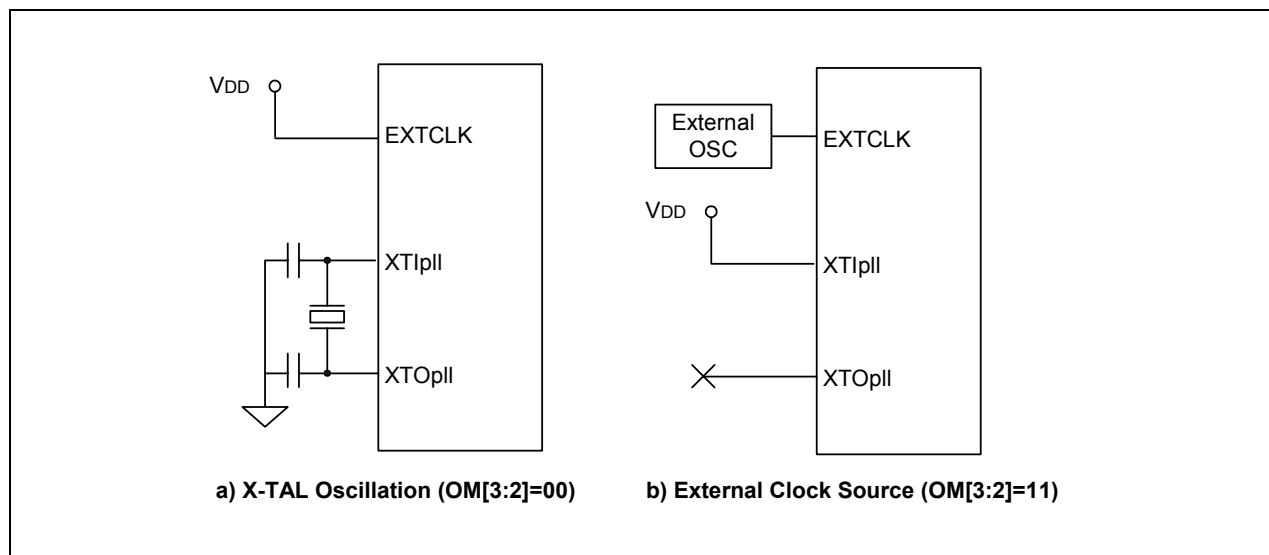 VDD
EXTCLK
XTIpll
XTOpll
a) X-TAL Oscillation (OM[3:2]=00)
External
OSC
EXTCLK
VDD
XTIpll
XTOpll
b) External Clock Source (OM[3:2]=11)